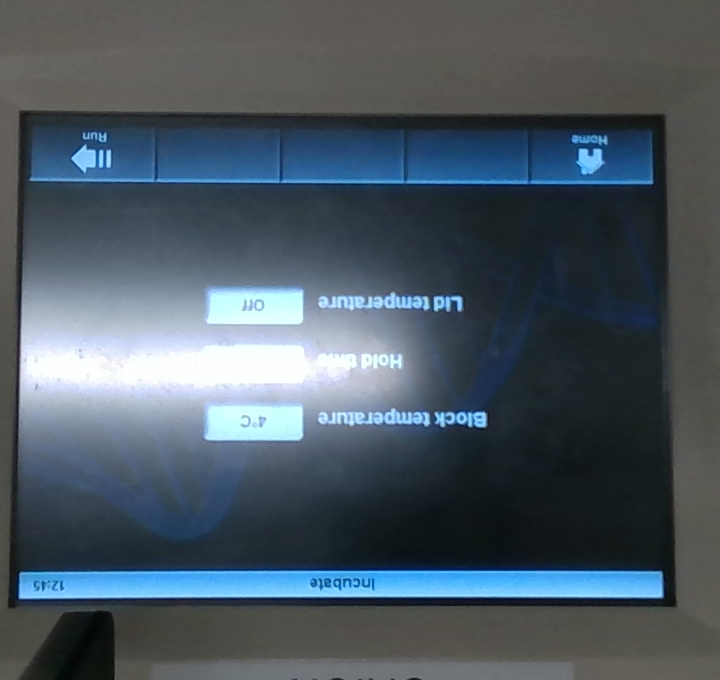 Incubate 12:45
Block temperature 4°C
Hold time
Lid temperature Off
Home Run